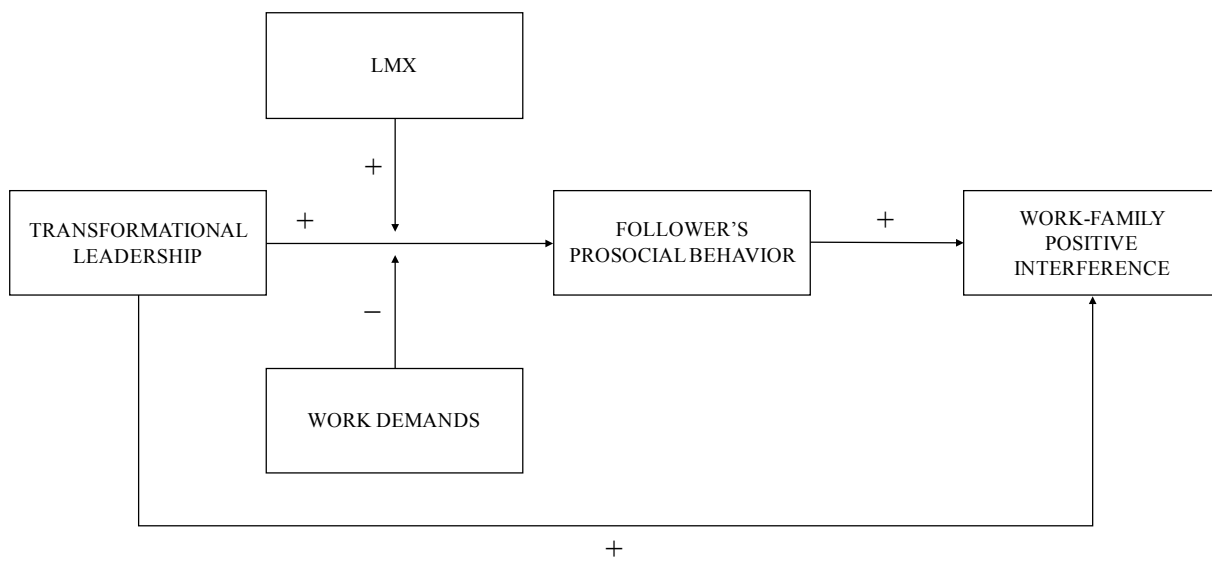 LMX
+
TRANSFORMATIONAL
LEADERSHIP
+
FOLLOWER'S
PROSOCIAL BEHAVIOR
+
WORK-FAMILY
POSITIVE
INTERFERENCE
–
WORK DEMANDS
+